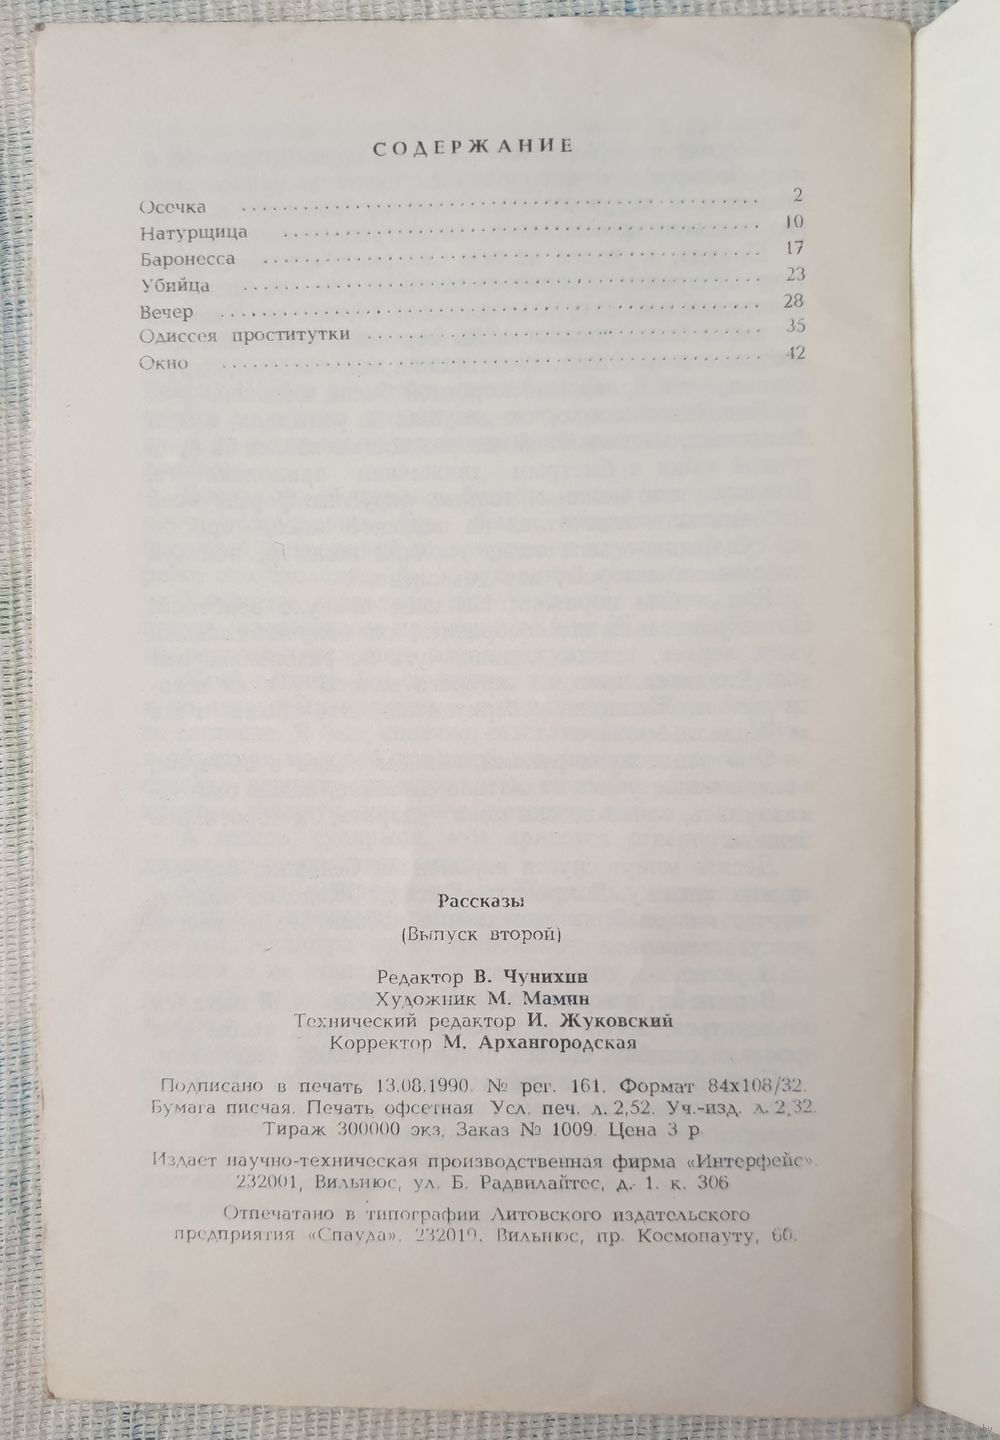 СОДЕРЖАНИЕ
Осечка 2
Натурщица 10
Баронесса 17
Убийца 23
Вечер 28
Одиссея проститутки 35
Окно 42
Рассказы
(Выпуск второй)
Редактор В. Чунихин
Художник М. Мамин
Технический редактор И. Жуковский
Корректор М. Архангородская
Подписано в печать 13.08.1990. № рег. 161. Формат 84х108/32.
Бумага писчая. Печать офсетная Усл. печ. л. 2,52. Уч.-изд. л. 2,32.
Тираж 300000 экз. Заказ № 1009. Цена 3 р.
Издает научно-техническая производственная фирма «Интерфейс».
232001, Вильнюс, ул. Б. Радвилайтес, д. 1. к. 306
Отпечатано в типографии Литовского издательского
предприятия «Спауда». 232019. Вильнюс, пр. Космонауту, 60.